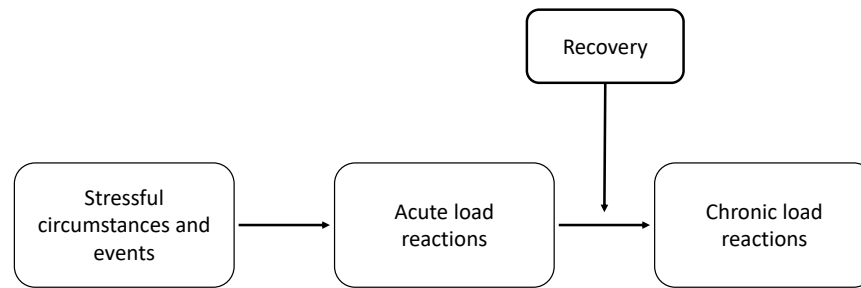 Recovery
Stressful
circumstances and
events
Acute load
reactions
Chronic load
reactions